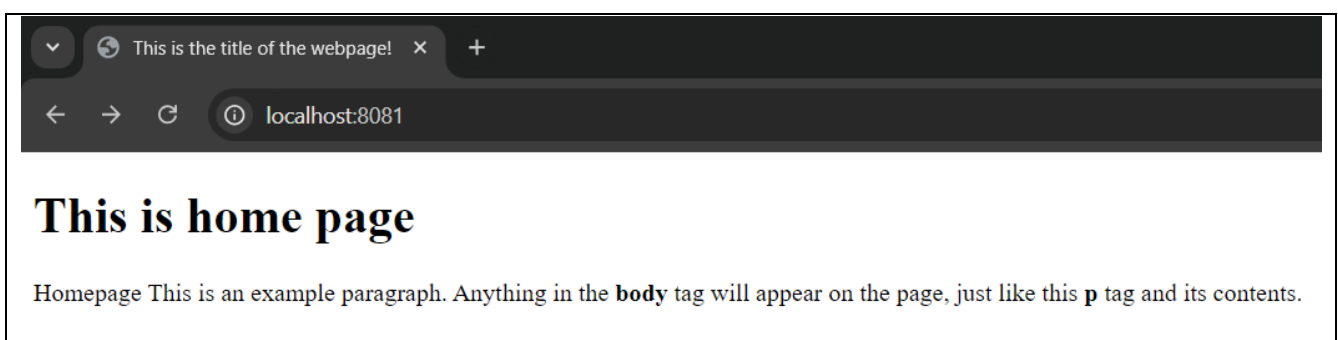 This is the title of the webpage!
localhost:8081
This is home page
Homepage This is an example paragraph. Anything in the body tag will appear on the page, just like this p tag and its contents.